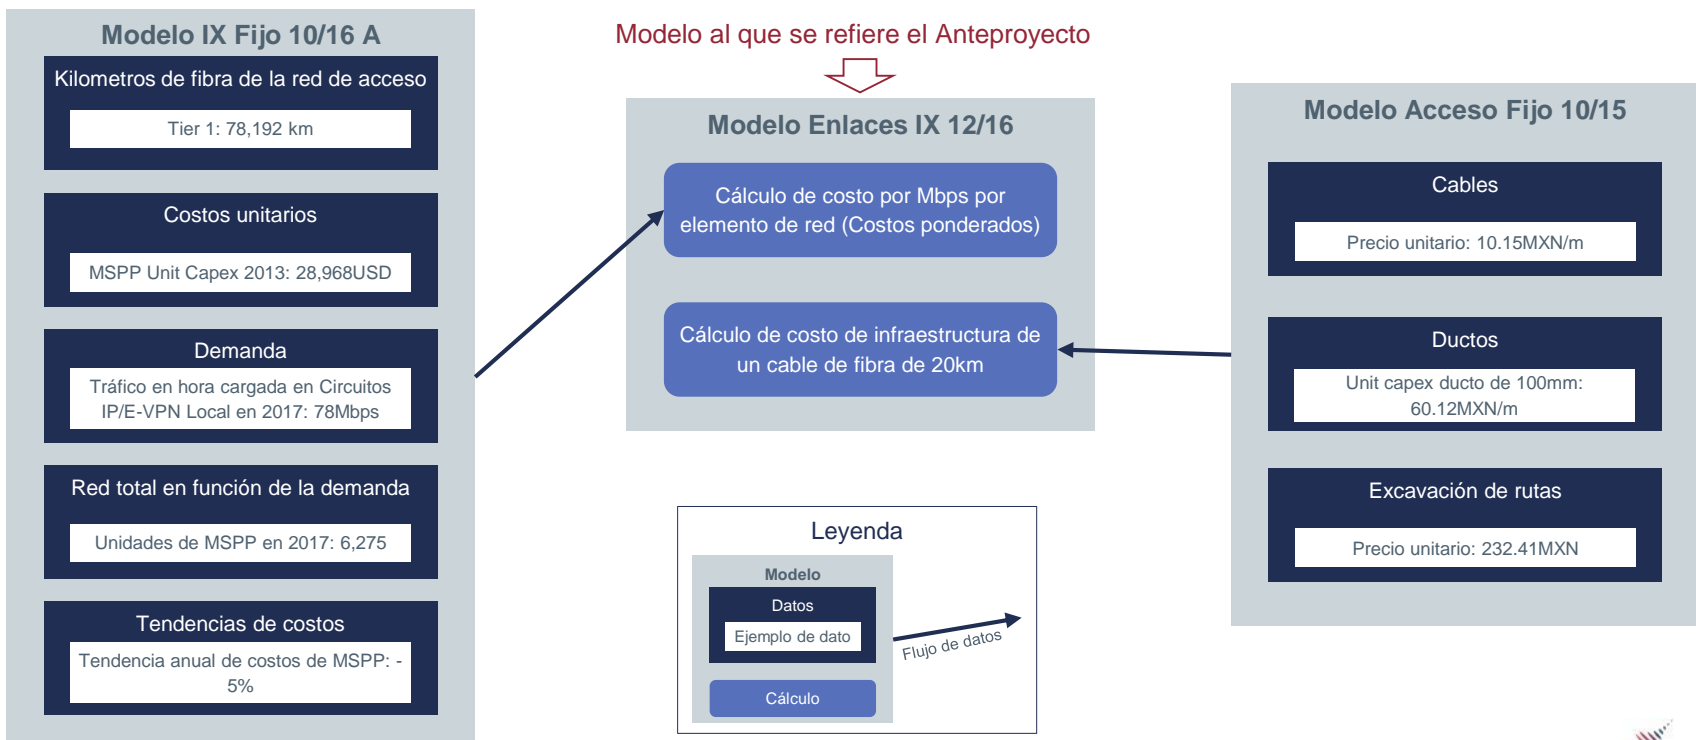 Modelo IX Fijo 10/16 A
Kilometros de fibra de la red de acceso
Tier 1: 78,192 km
Costos unitarios
MSPP Unit Capex 2013: 28,968USD
Demanda
Tráfico en hora cargada en Circuitos
IP/E-VPN Local en 2017: 78Mbps
Red total en función de la demanda
Unidades de MSPP en 2017: 6,275
Tendencias de costos
Tendencia anual de costos de MSPP: -
5%
Modelo al que se refiere el Anteproyecto
Modelo Enlaces IX 12/16
Cálculo de costo por Mbps por
elemento de red (Costos ponderados)
Cálculo de costo de infraestructura de
un cable de fibra de 20km
Leyenda
Modelo
Datos
Ejemplo de dato
Cálculo
Flujo de datos
Modelo Acceso Fijo 10/15
Cables
Precio unitario: 10.15MXN/m
Ductos
Unit capex ducto de 100mm:
60.12MXN/m
Excavación de rutas
Precio unitario: 232.41MXN